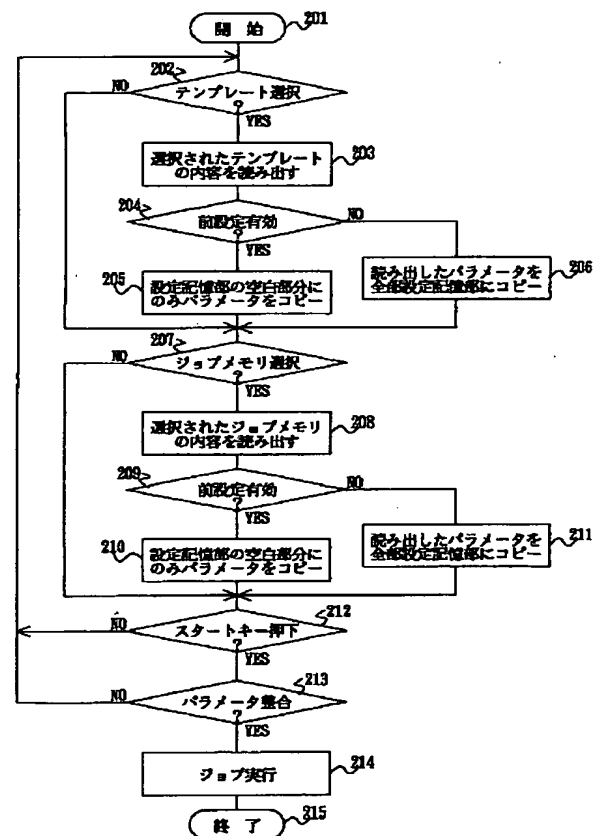 開 始
201
202
テンプレート選択
?
NO
YES
選択されたテンプレート
の内容を読み出す
203
204
前設定有効
?
NO
YES
205
設定記憶部の空白部分に
のみパラメータをコピー
読み出したパラメータを
全部設定記憶部にコピー
206
207
NO
ジョブメモリ選択
?
YES
選択されたジョブメモリ
の内容を読み出す
208
209
前設定有効
?
NO
YES
210
設定記憶部の空白部分に
のみパラメータをコピー
読み出したパラメータを
全部設定記憶部にコピー
211
212
NO
スタートキー押下
?
YES
213
NO
パラメータ整合
?
YES
ジョブ実行
214
終 了
215